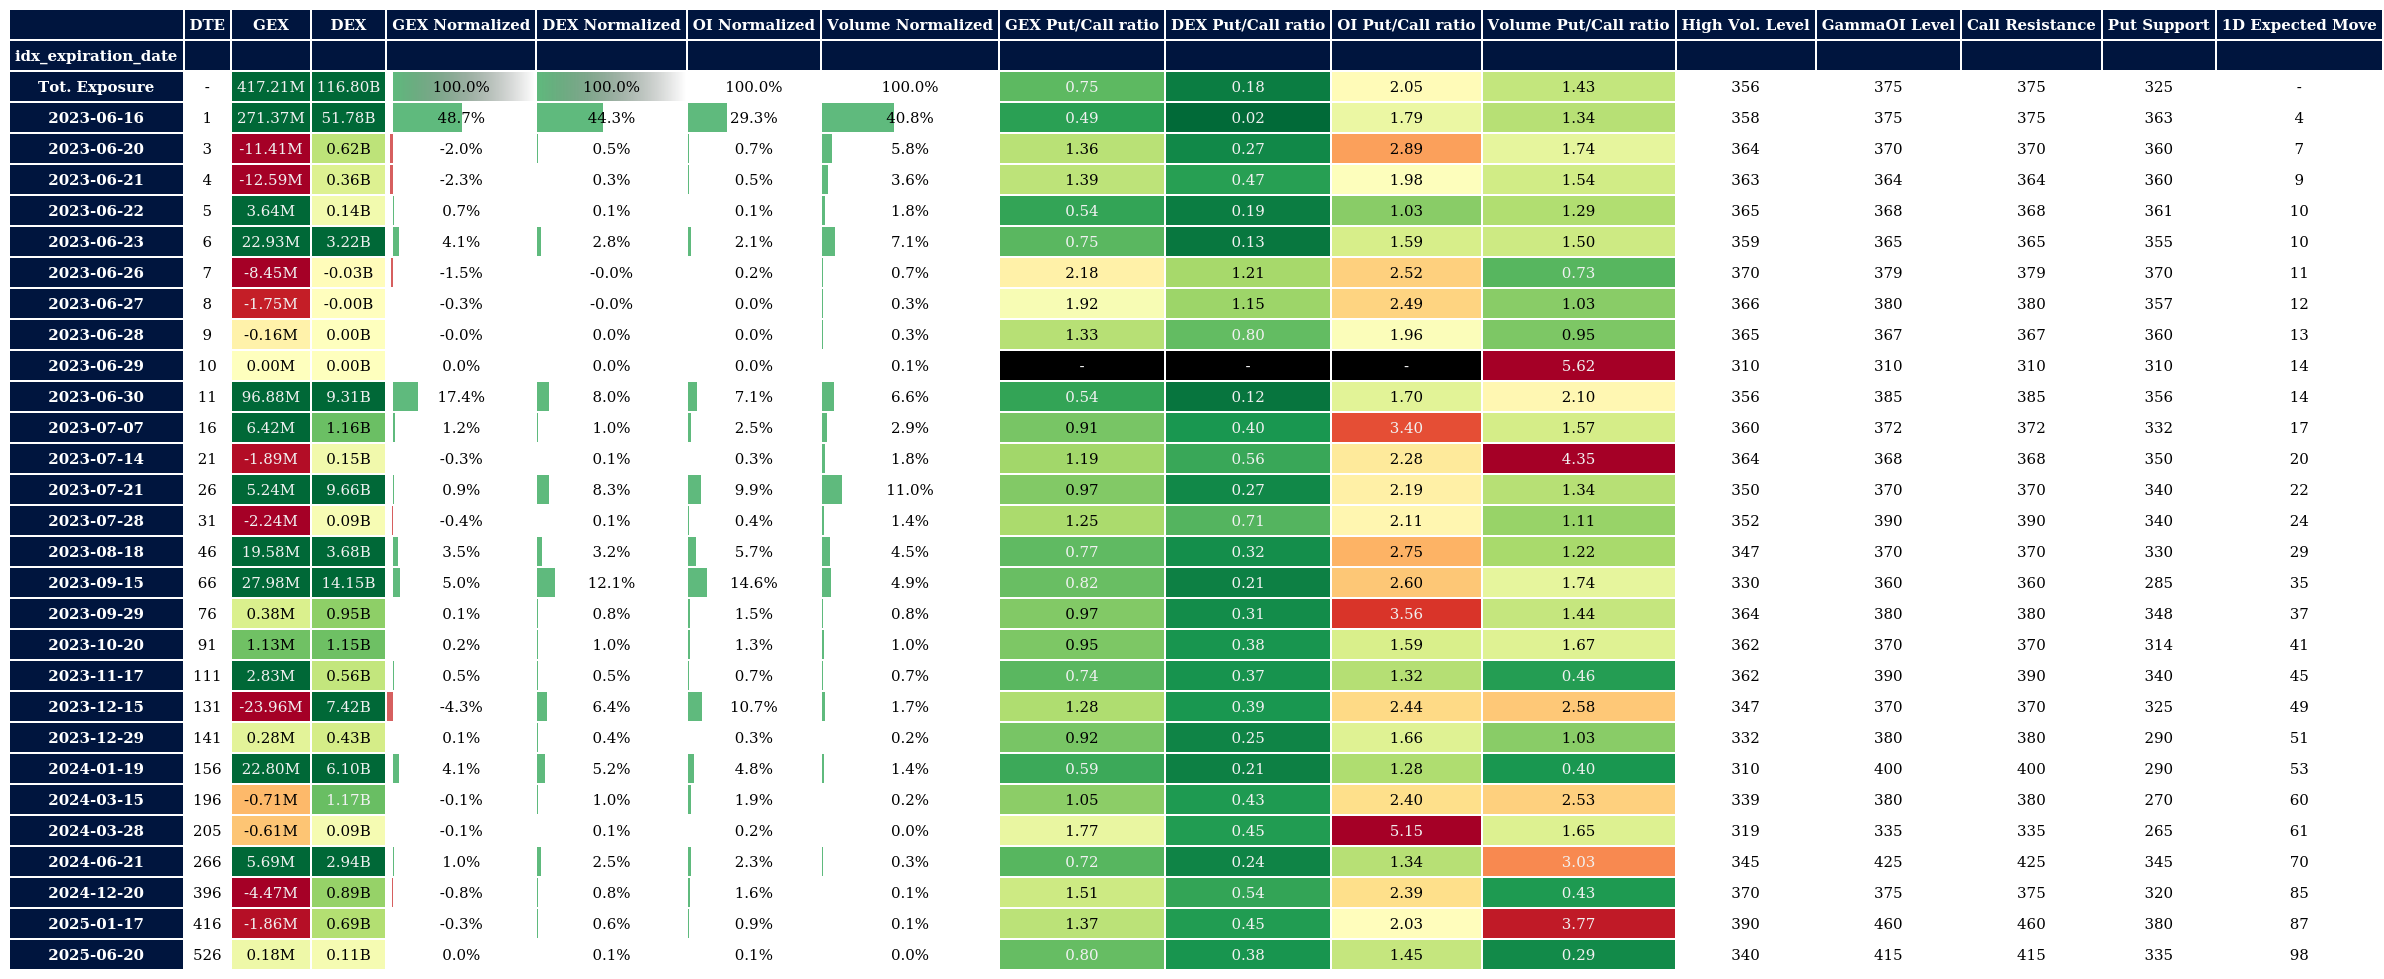 DTE GEX DEX GEX Normalized DEX Normalized OI Normalized Volume Normalized GEX Put/Call ratio DEX Put/Call ratio OI Put/Call ratio Volume Put/Call ratio High Vol. Level GammaOI Level Call Resistance Put Support 1D Expected Move
idx_expiration_date
Tot. Exposure - 417.21M 116.80B 100.0% 100.0% 100.0% 100.0% 0.75 0.18 2.05 1.43 356 375 375 325 -
2023-06-16 1 271.37M 51.78B 48.7% 44.3% 29.3% 40.8% 0.49 0.02 1.79 1.34 358 375 375 363 4
2023-06-20 3 -11.41M 0.62B -2.0% 0.5% 0.7% 5.8% 1.36 0.27 2.89 1.74 364 370 370 360 7
2023-06-21 4 -12.59M 0.36B -2.3% 0.3% 0.5% 3.6% 1.39 0.47 1.98 1.54 363 364 364 360 9
2023-06-22 5 3.64M 0.14B 0.7% 0.1% 0.1% 1.8% 0.54 0.19 1.03 1.29 365 368 368 361 10
2023-06-23 6 22.93M 3.22B 4.1% 2.8% 2.1% 7.1% 0.75 0.13 1.59 1.50 359 365 365 355 10
2023-06-26 7 -8.45M -0.03B -1.5% -0.0% 0.2% 0.7% 2.18 1.21 2.52 0.73 370 379 379 370 11
2023-06-27 8 -1.75M -0.00B -0.3% -0.0% 0.0% 0.3% 1.92 1.15 2.49 1.03 366 380 380 357 12
2023-06-28 9 -0.16M 0.00B -0.0% 0.0% 0.0% 0.3% 1.33 0.80 1.96 0.95 365 367 367 360 13
2023-06-29 10 0.00M 0.00B 0.0% 0.0% 0.0% 0.1% - - - 5.62 310 310 310 310 14
2023-06-30 11 96.88M 9.31B 17.4% 8.0% 7.1% 6.6% 0.54 0.12 1.70 2.10 356 385 385 356 14
2023-07-07 16 6.42M 1.16B 1.2% 1.0% 2.5% 2.9% 0.91 0.40 3.40 1.57 360 372 372 332 17
2023-07-14 21 -1.89M 0.15B -0.3% 0.1% 0.3% 1.8% 1.19 0.56 2.28 4.35 364 368 368 350 20
2023-07-21 26 5.24M 9.66B 0.9% 8.3% 9.9% 11.0% 0.97 0.27 2.19 1.34 350 370 370 340 22
2023-07-28 31 -2.24M 0.09B -0.4% 0.1% 0.4% 1.4% 1.25 0.71 2.11 1.11 352 390 390 340 24
2023-08-18 46 19.58M 3.68B 3.5% 3.2% 5.7% 4.5% 0.77 0.32 2.75 1.22 347 370 370 330 29
2023-09-15 66 27.98M 14.15B 5.0% 12.1% 14.6% 4.9% 0.82 0.21 2.60 1.74 330 360 360 285 35
2023-09-29 76 0.38M 0.95B 0.1% 0.8% 1.5% 0.8% 0.97 0.31 3.56 1.44 364 380 380 348 37
2023-10-20 91 1.13M 1.15B 0.2% 1.0% 1.3% 1.0% 0.95 0.38 1.59 1.67 362 370 370 314 41
2023-11-17 111 2.83M 0.56B 0.5% 0.5% 0.7% 0.7% 0.74 0.37 1.32 0.46 362 390 390 340 45
2023-12-15 131 -23.96M 7.42B -4.3% 6.4% 10.7% 1.7% 1.28 0.39 2.44 2.58 347 370 370 325 49
2023-12-29 141 0.28M 0.43B 0.1% 0.4% 0.3% 0.2% 0.92 0.25 1.66 1.03 332 380 380 290 51
2024-01-19 156 22.80M 6.10B 4.1% 5.2% 4.8% 1.4% 0.59 0.21 1.28 0.40 310 400 400 290 53
2024-03-15 196 -0.71M 1.17B -0.1% 1.0% 1.9% 0.2% 1.05 0.43 2.40 2.53 339 380 380 270 60
2024-03-28 205 -0.61M 0.09B -0.1% 0.1% 0.2% 0.0% 1.77 0.45 5.15 1.65 319 335 335 265 61
2024-06-21 266 5.69M 2.94B 1.0% 2.5% 2.3% 0.3% 0.72 0.24 1.34 3.03 345 425 425 345 70
2024-12-20 396 -4.47M 0.89B -0.8% 0.8% 1.6% 0.1% 1.51 0.54 2.39 0.43 370 375 375 320 85
2025-01-17 416 -1.86M 0.69B -0.3% 0.6% 0.9% 0.1% 1.37 0.45 2.03 3.77 390 460 460 380 87
2025-06-20 526 0.18M 0.11B 0.0% 0.1% 0.1% 0.0% 0.80 0.38 1.45 0.29 340 415 415 335 98